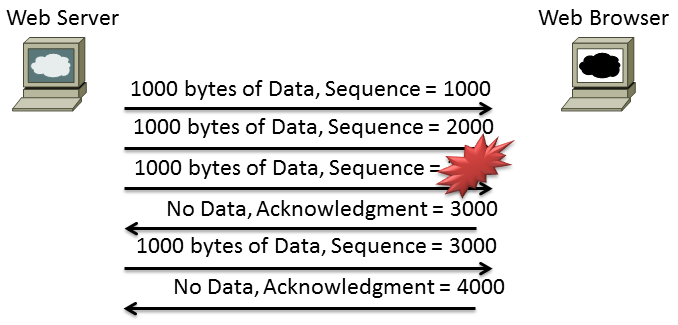 Web Server
Web Browser
1000 bytes of Data, Sequence = 1000
1000 bytes of Data, Sequence = 2000
1000 bytes of Data, Sequence =
No Data, Acknowledgment = 3000
1000 bytes of Data, Sequence = 3000
No Data, Acknowledgment = 4000